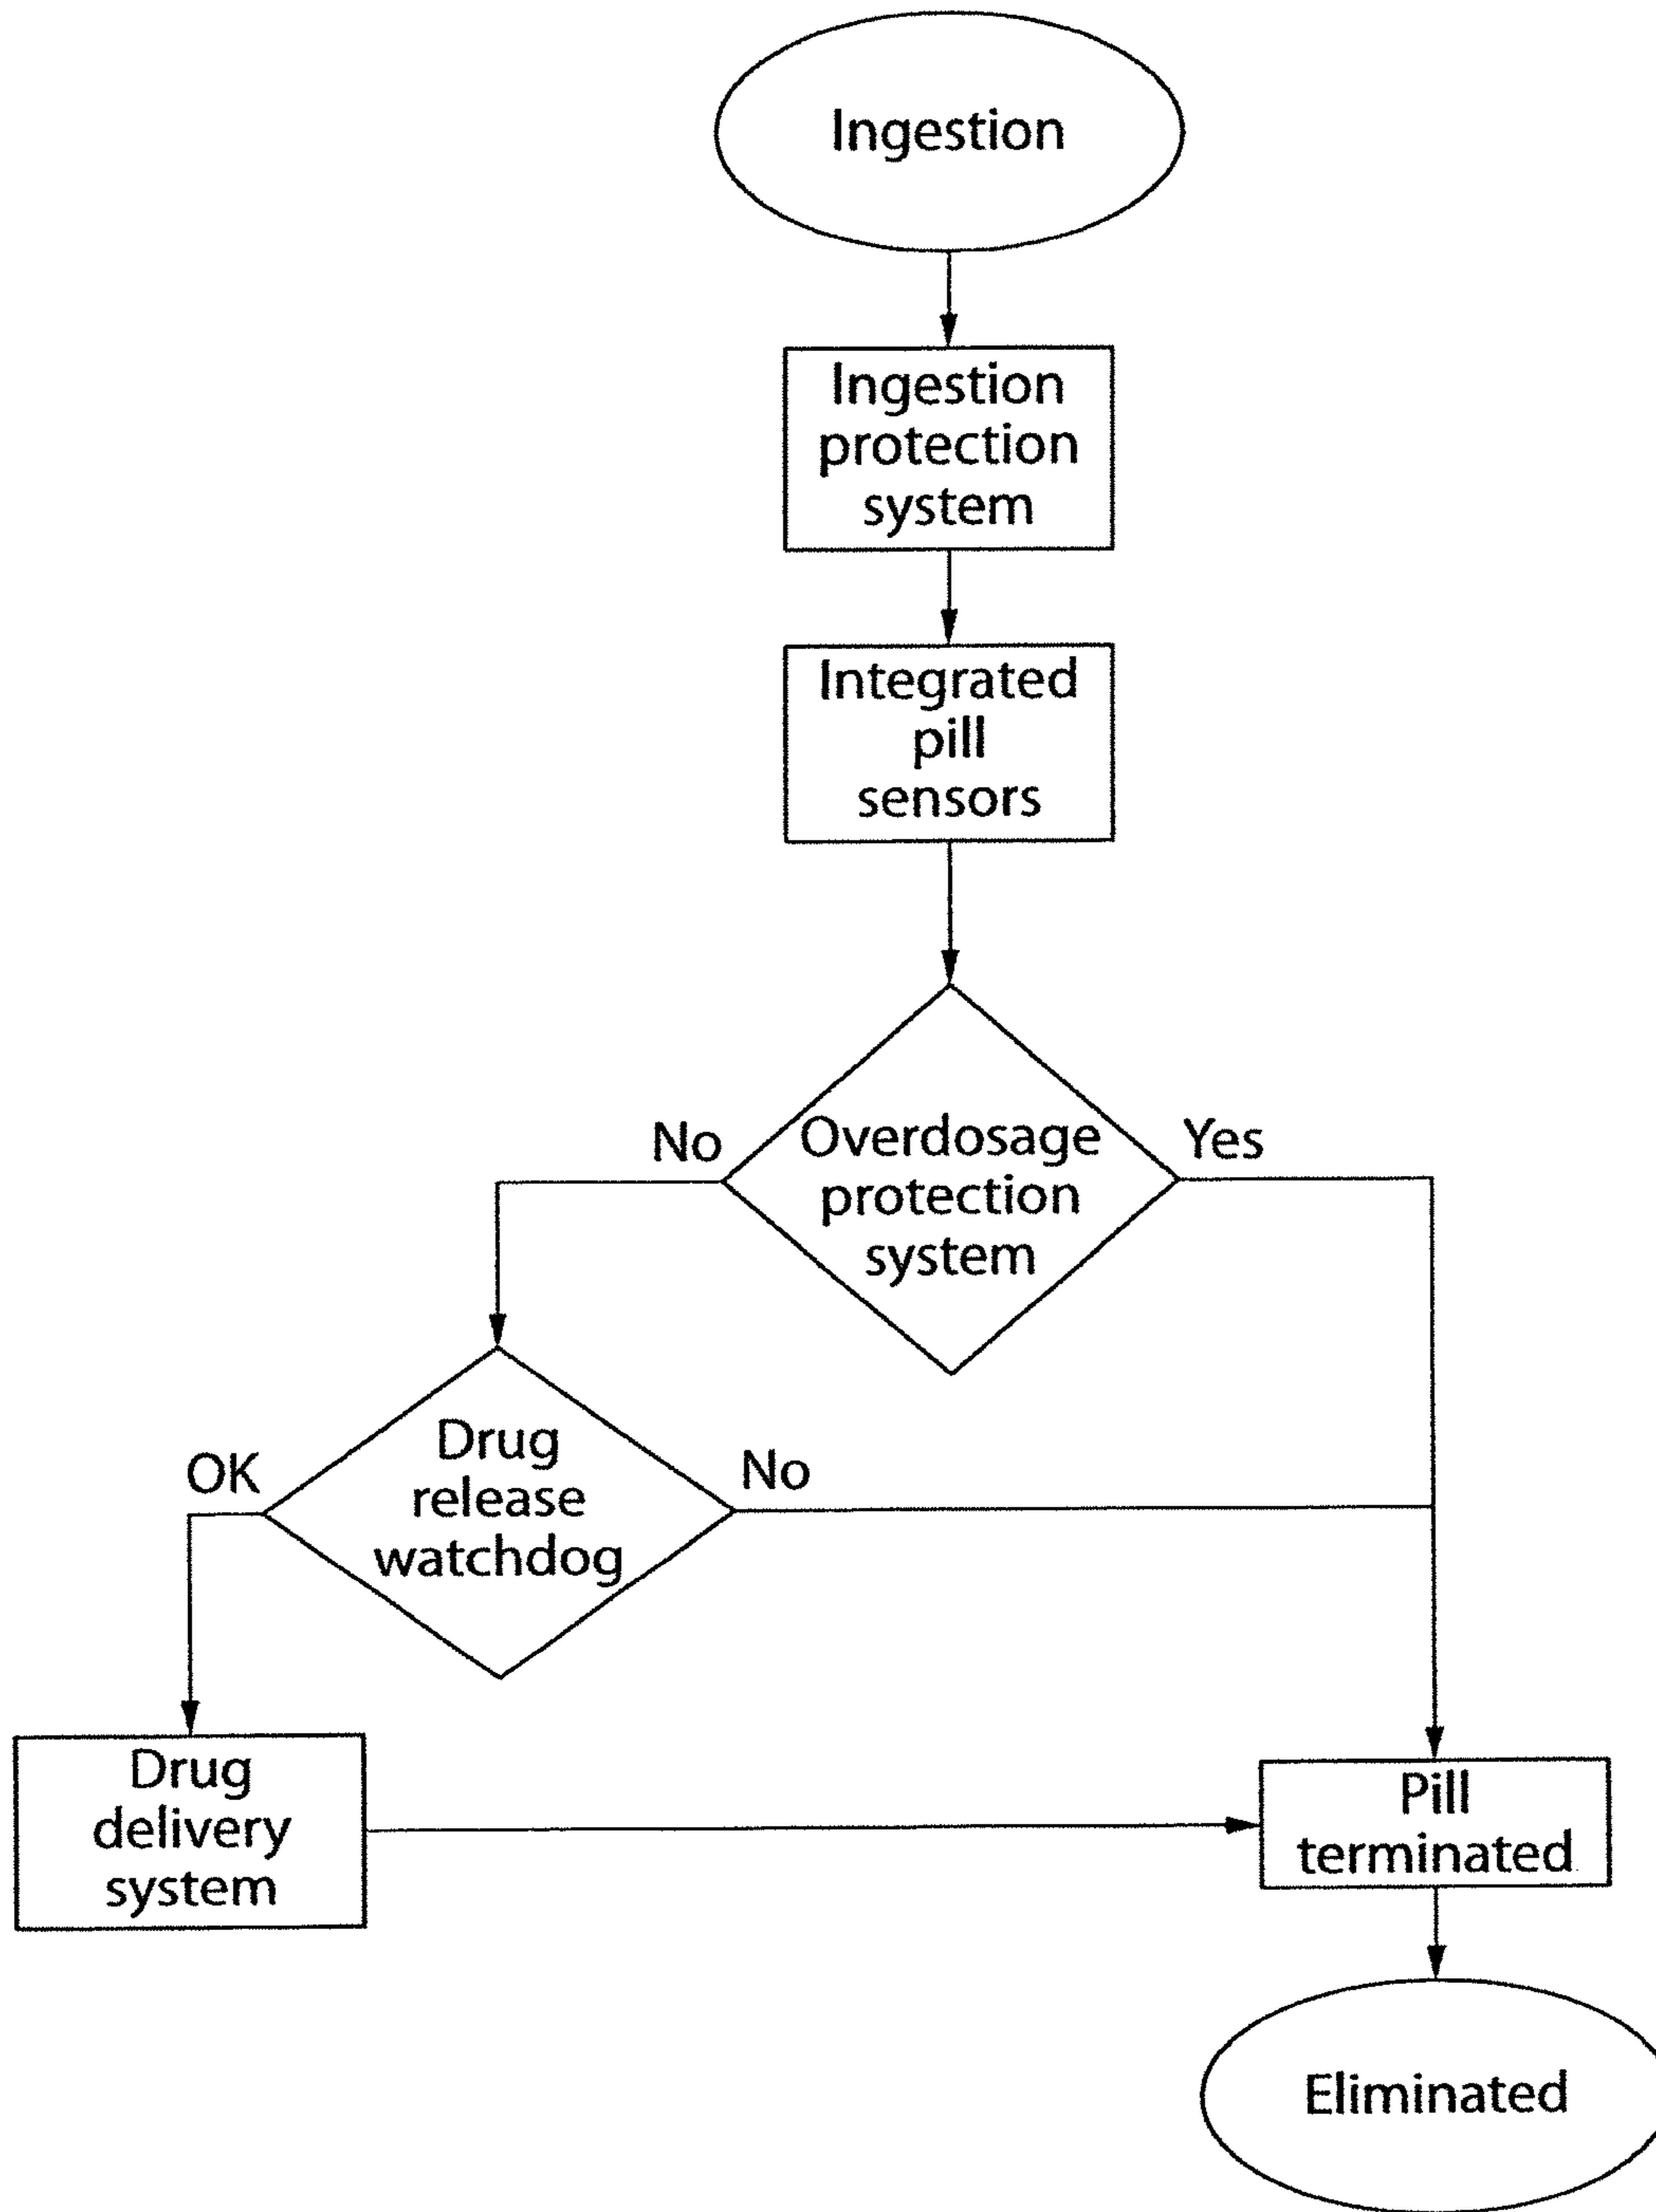 Ingestion
Ingestion
protection
system
Integrated
pill
sensors
No
Overdosage
protection
system
Yes
OK
Drug
release
watchdog
No
Drug
delivery
system
Pill
terminated
Eliminated